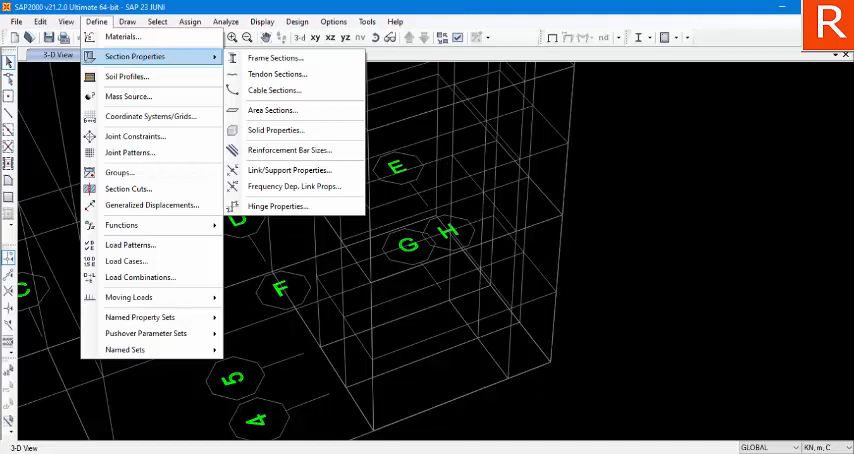 SAP2000 v21.2.0 Ultimate 64-bit - SAP 23 JUNI
R
File Edit View Define Draw Select Assign Analyze Display Design Options Tools Help
3-d xy xz yz nv nd
3-D View
Materials...
Section Properties
Soil Profiles...
Mass Source...
Coordinate Systems/Grids...
Joint Constraints...
Joint Patterns...
Groups...
Section Cuts...
Generalized Displacements...
Functions
Load Patterns...
Load Cases...
Load Combinations...
Moving Loads
Named Property Sets
Pushover Parameter Sets
Named Sets
Frame Sections...
Tendon Sections...
Cable Sections...
Area Sections...
Solid Properties...
Reinforcement Bar Sizes...
Link/Support Properties...
Frequency Dep. Link Props...
Hinge Properties...
E
D
H
G
F
C
5
4
3-D View
GLOBAL
KN, m, C